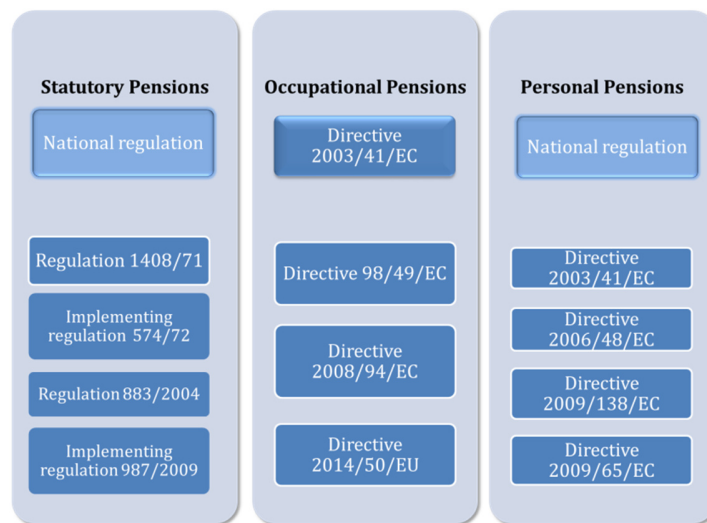 Statutory Pensions
National regulation
Regulation 1408/71
Implementing
regulation 574/72
Regulation 883/2004
Implementing
regulation 987/2009
Occupational Pensions
Directive
2003/41/EC
Directive 98/49/EC
Directive
2008/94/EC
Directive
2014/50/EU
Personal Pensions
National regulation
Directive
2003/41/EC
Directive
2006/48/EC
Directive
2009/138/EC
Directive
2009/65/EC